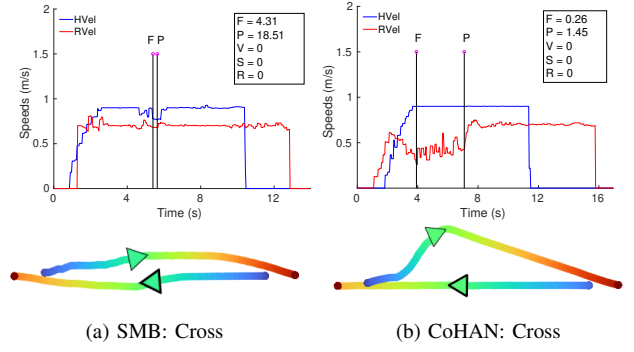 HVel
RVel
F = 4.31
P = 18.51
V = 0
S = 0
R = 0
F P
Speeds (m/s)
2
1.5
1
0.5
0
0 4 8 12
Time (s)
(a) SMB: Cross
HVel
RVel
F = 0.26
P = 1.45
V = 0
S = 0
R = 0
F P
Speeds (m/s)
2
1.5
1
0.5
0
0 4 8 12 16
Time (s)
(b) CoHAN: Cross